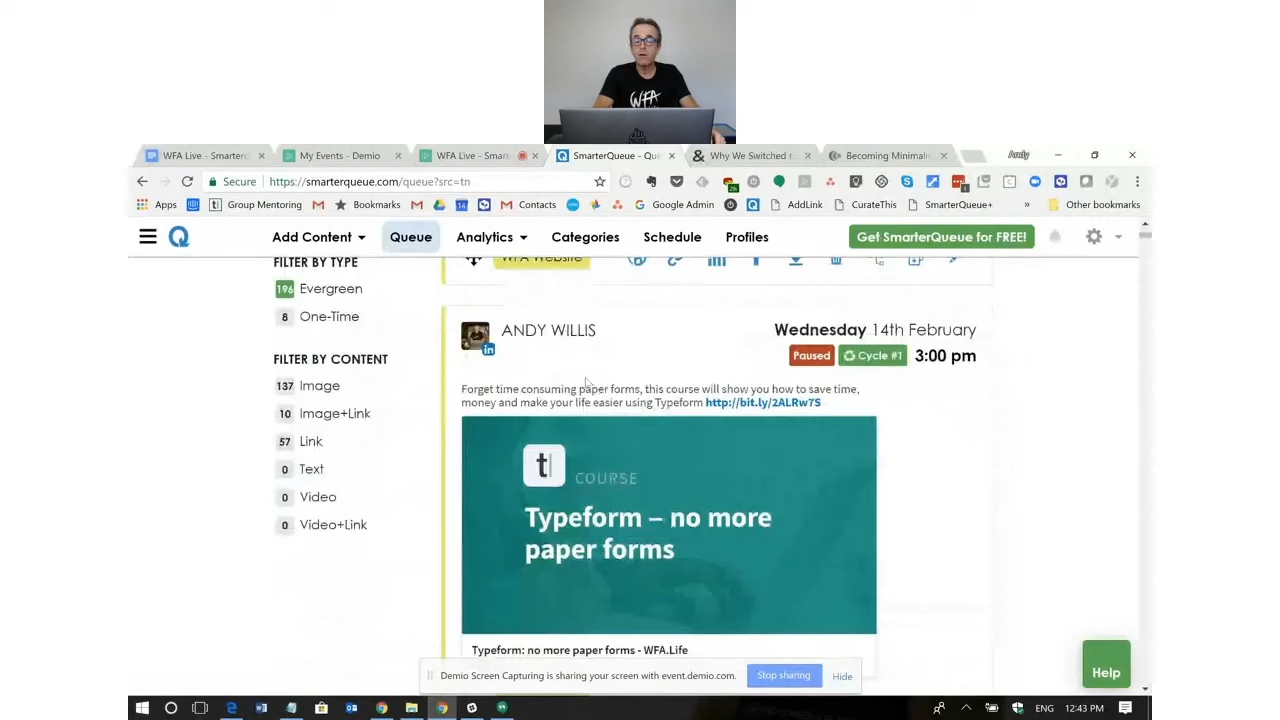 WFA
WFA Live - Smarterq
My Events - Demio
WFA Live - Smar
SmarterQueue - Qu
Why We Switched
Becoming Minimali
Andy
Secure
https://smarterqueue.com/queue?src=tn
Apps
Group Mentoring
Bookmarks
Contacts
Google Admin
AddLink
CurateThis
SmarterQueue+
»
Other bookmarks
Add Content
Queue
Analytics
Categories
Schedule
Profiles
Get SmarterQueue for FREE!
FILTER BY TYPE
196 Evergreen
8 One-Time
FILTER BY CONTENT
137 Image
10 Image+Link
57 Link
0 Text
0 Video
0 Video+Link
WFA Website
ANDY WILLIS
in
Wednesday 14th February
Paused Cycle #1 3:00 pm
Forget time consuming paper forms, this course will show you how to save time,
money and make your life easier using Typeform http://bit.ly/2ALRw7S
t COURSE
Typeform – no more
paper forms
Typeform: no more paper forms - WFA.Life
Demio Screen Capturing is sharing your screen with event.demio.com.
Stop sharing
Hide
Help
ENG 12:43 PM